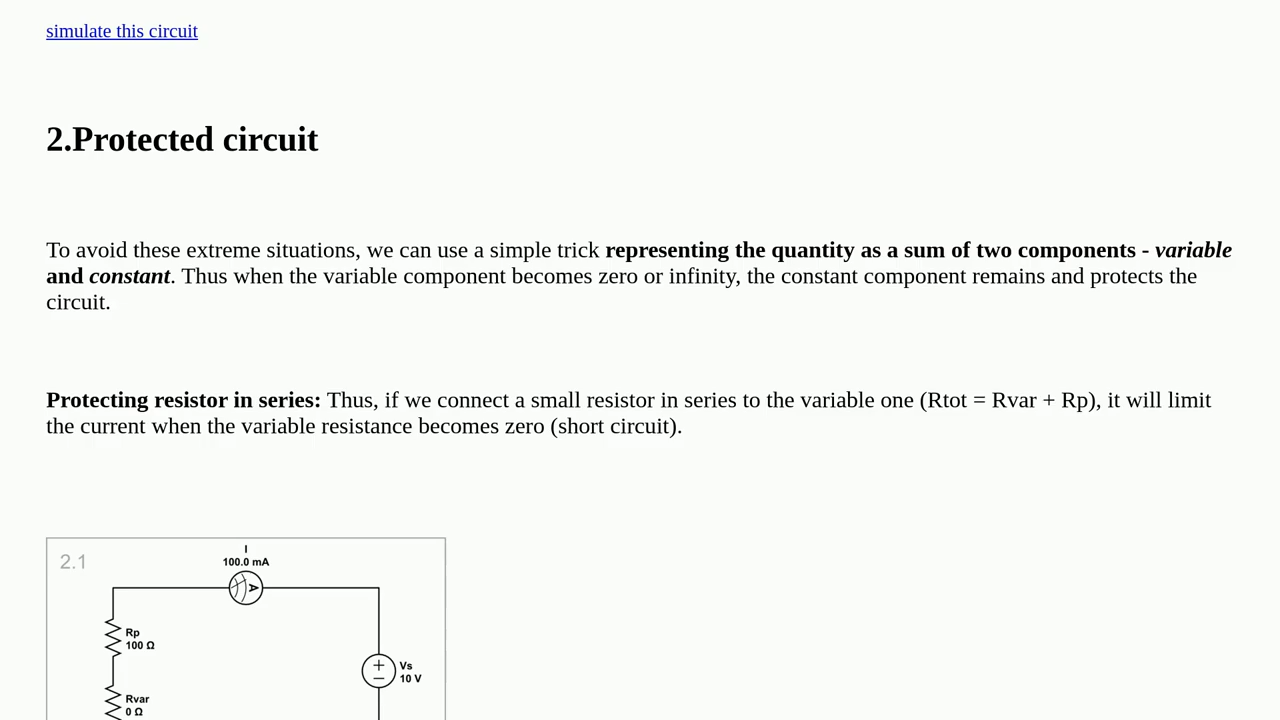 simulate this circuit
2.Protected circuit
To avoid these extreme situations, we can use a simple trick representing the quantity as a sum of two components - variable
and constant. Thus when the variable component becomes zero or infinity, the constant component remains and protects the
circuit.
Protecting resistor in series: Thus, if we connect a small resistor in series to the variable one (Rtot = Rvar + Rp), it will limit
the current when the variable resistance becomes zero (short circuit).
2.1
I
100.0 mA
A
Rp
100 Ω
Vs
10 V
Rvar
0 Ω